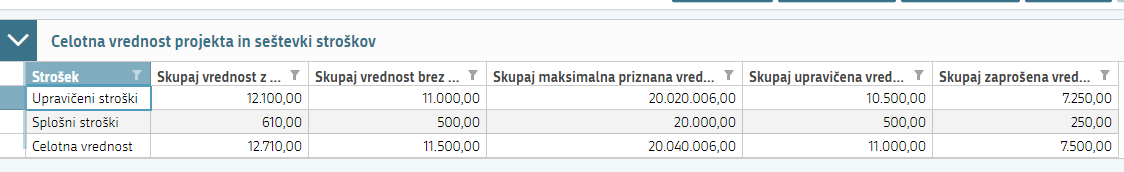 Celotna vrednost projekta in seštevki stroškov
Strošek Skupaj vrednost z ... Skupaj vrednost brez ... Skupaj maksimalna priznana vred... Skupaj upravičena vred... Skupaj zaprošena vred...
Upravičeni stroški 12.100,00 11.000,00 20.020.006,00 10.500,00 7.250,00
Splošni stroški 610,00 500,00 20.000,00 500,00 250,00
Celotna vrednost 12.710,00 11.500,00 20.040.006,00 11.000,00 7.500,00